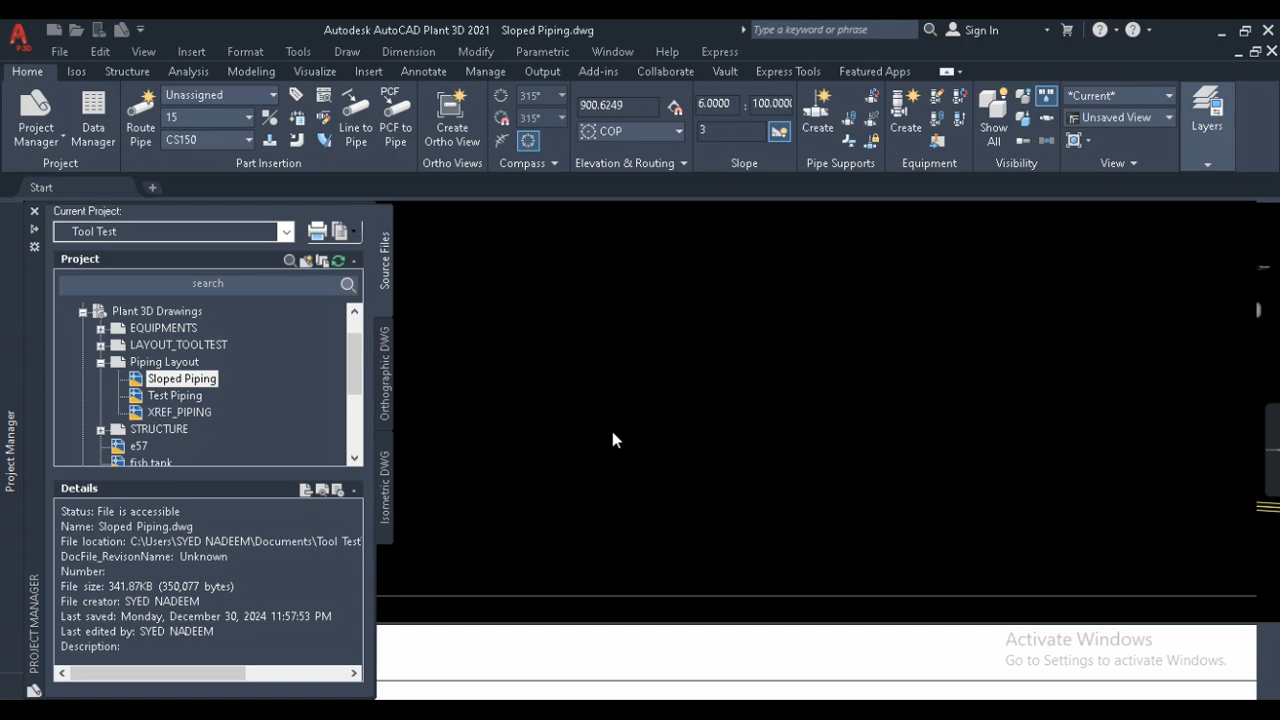 Autodesk AutoCAD Plant 3D 2021 Sloped Piping.dwg
Type a keyword or phrase
Sign In
File Edit View Insert Format Tools Draw Dimension Modify Parametric Window Help Express
Home Isos Structure Analysis Modeling Visualize Insert Annotate Manage Output Add-ins Collaborate Vault Express Tools Featured Apps
Project Manager
Data Manager
Project
Route Pipe
Unassigned
15
CS150
Line to Pipe
PCF
PCF to Pipe
Part Insertion
Create Ortho View
Ortho Views
315°
315°
Compass
900.6249
COP
Elevation & Routing
6.0000 : 100.000
3
Slope
Create
Pipe Supports
Create
Equipment
Show All
Visibility
*Current*
Unsaved View
View
Layers
Start
Current Project:
Tool Test
Project
search
Plant 3D Drawings
EQUIPMENTS
LAYOUT_TOOLTEST
Piping Layout
Sloped Piping
Test Piping
XREF_PIPING
STRUCTURE
e57
fish tank
Details
Status: File is accessible
Name: Sloped Piping.dwg
File location: C:\Users\SYED NADEEM\Documents\Tool Test
DocFile_RevisonName: Unknown
Number:
File size: 341.87KB (350,077 bytes)
File creator: SYED NADEEM
Last saved: Monday, December 30, 2024 11:57:53 PM
Last edited by: SYED NADEEM
Description:
Source Files
Orthographic DWG
Isometric DWG
Project Manager
PROJECT MANAGER
P3D
Activate Windows
Go to Settings to activate Windows.